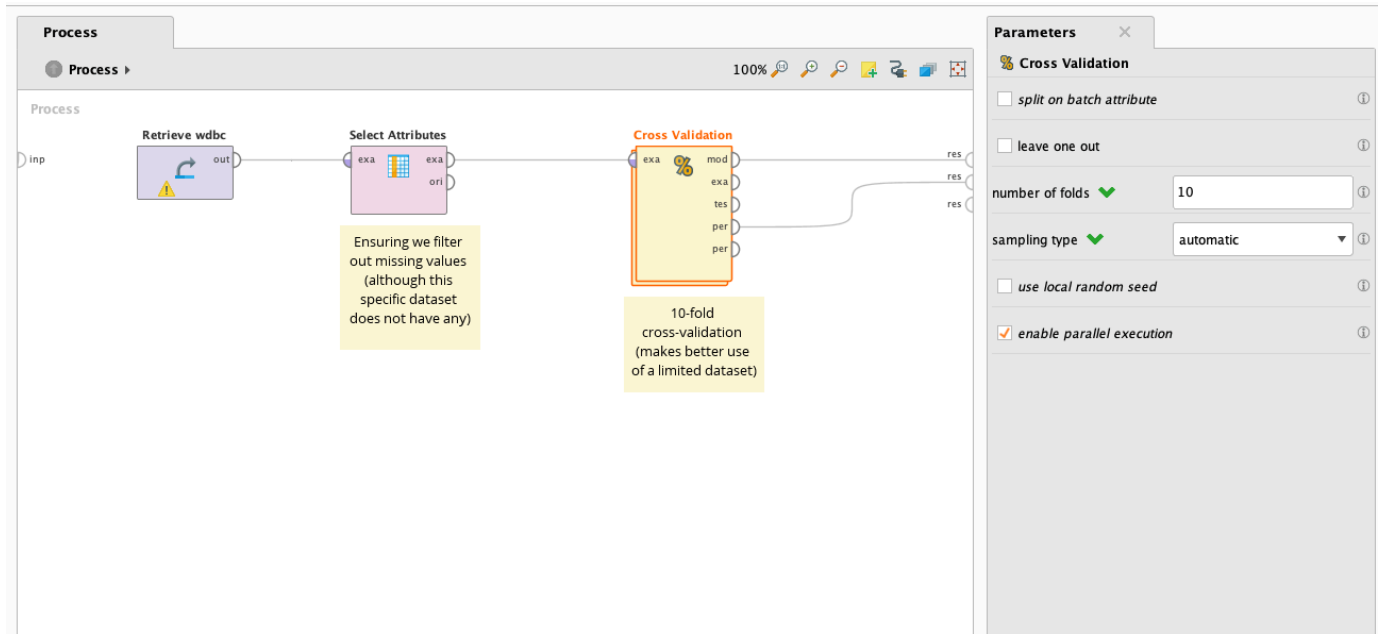 Process
Parameters
Process
100%
Cross Validation
Process
split on batch attribute
Retrieve wdbc
Select Attributes
Cross Validation
inp
out
exa
exa
ori
exa
mod
exa
tes
per
per
res
res
res
leave one out
number of folds
10
sampling type
automatic
use local random seed
enable parallel execution
Ensuring we filter
out missing values
(although this
specific dataset
does not have any)
10-fold
cross-validation
(makes better use
of a limited dataset)